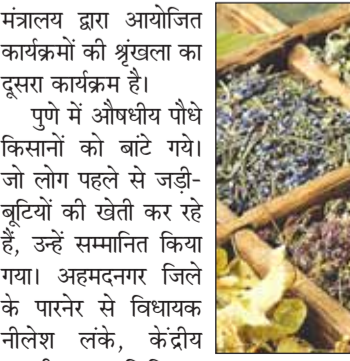 मंत्रालय द्वारा आयोजित
कार्यक्रमों की श्रृंखला का
दूसरा कार्यक्रम है।
पुणे में औषधीय पौधे
किसानों को बांटे गये।
जो लोग पहले से जड़ी-
बूटियों की खेती कर रहे
हैं, उन्हें सम्मानित किया
गया। अहमदनगर जिले
के पारनेर से विधायक
नीलेश लंके, केंद्रीय